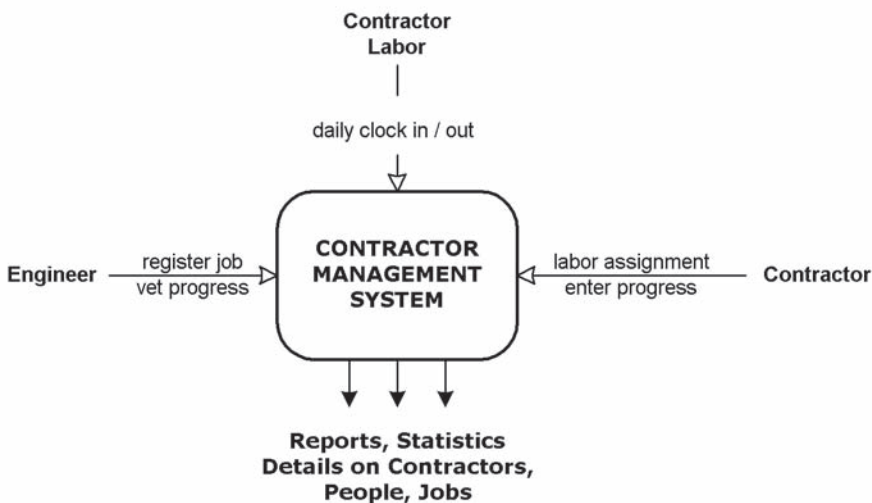 Contractor
Labor
daily clock in / out
CONTRACTOR
MANAGEMENT
SYSTEM
Engineer
register job
vet progress
labor assignment
enter progress
Contractor
Reports, Statistics
Details on Contractors,
People, Jobs